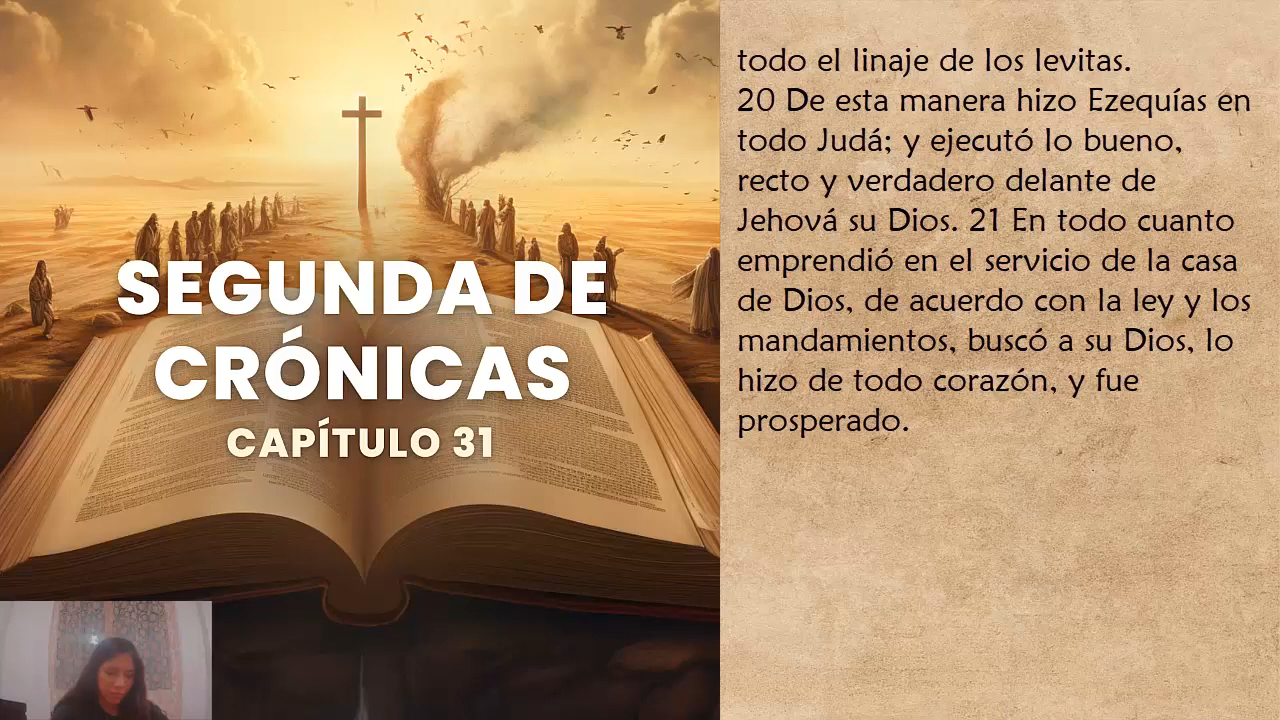 SEGUNDA DE
CRÓNICAS
CAPÍTULO 31
todo el linaje de los levitas.
20 De esta manera hizo Ezequías en
todo Judá; y ejecutó lo bueno,
recto y verdadero delante de
Jehová su Dios. 21 En todo cuanto
emprendió en el servicio de la casa
de Dios, de acuerdo con la ley y los
mandamientos, buscó a su Dios, lo
hizo de todo corazón, y fue
prosperado.